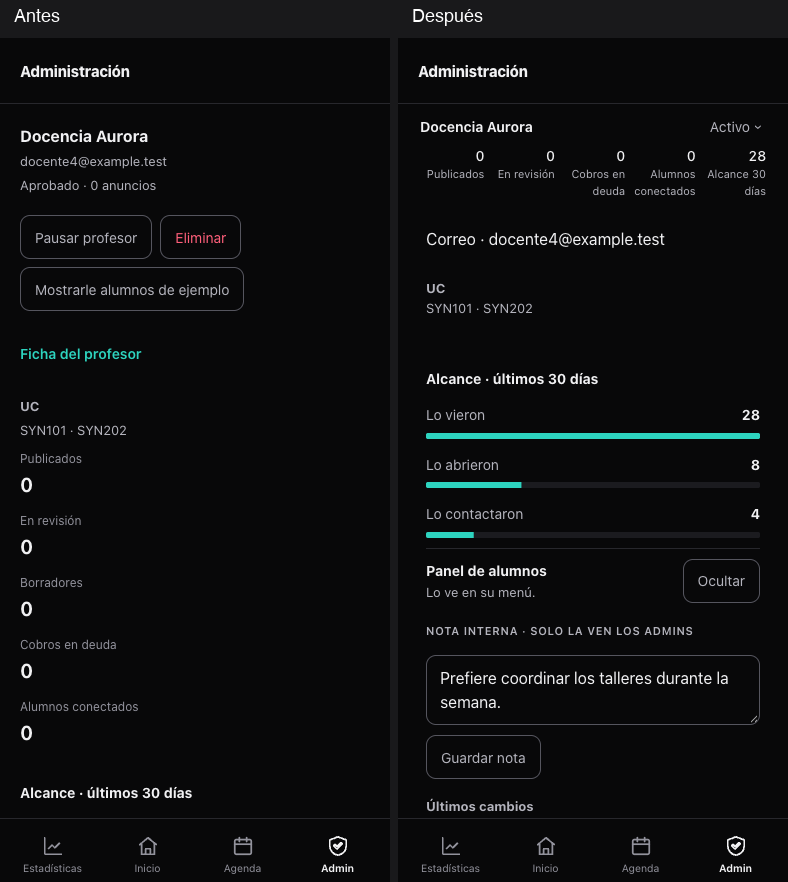 Antes
Administración
Docencia Aurora
docente4@example.test
Aprobado · 0 anuncios
Pausar profesor
Eliminar
Mostrarle alumnos de ejemplo
Ficha del profesor
UC
SYN101 · SYN202
Publicados
0
En revisión
0
Borradores
0
Cobros en deuda
0
Alumnos conectados
0
Alcance · últimos 30 días
Estadísticas
Inicio
Agenda
Admin
Después
Administración
Docencia Aurora
Activo
0
Publicados
0
En revisión
0
Cobros en
deuda
0
Alumnos
conectados
28
Alcance 30
días
Correo · docente4@example.test
UC
SYN101 · SYN202
Alcance · últimos 30 días
Lo vieron 28
Lo abrieron 8
Lo contactaron 4
Panel de alumnos
Lo ve en su menú.
Ocultar
NOTA INTERNA · SOLO LA VEN LOS ADMINS
Prefiere coordinar los talleres durante la
semana.
Guardar nota
Últimos cambios
Estadísticas
Inicio
Agenda
Admin